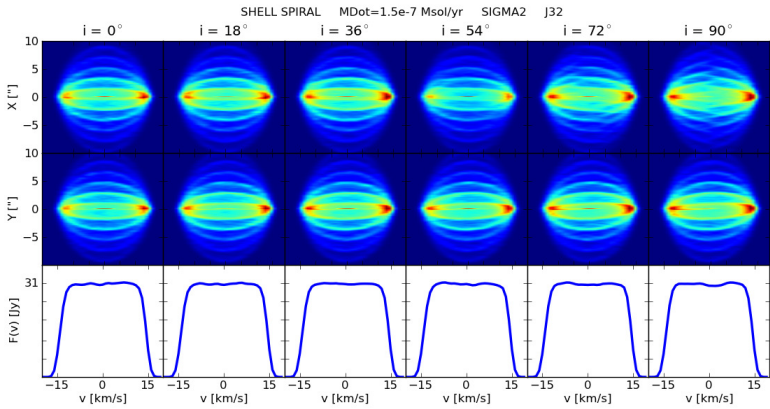 SHELL SPIRAL MDot=1.5e-7 Msol/yr SIGMA2 J32
i = 0° i = 18° i = 36° i = 54° i = 72° i = 90°
10
5
0
−5
X ["]
10
5
0
−5
Y ["]
31
F(v) [Jy]
−15 0 15 −15 0 15 −15 0 15 −15 0 15 −15 0 15 −15 0 15
v [km/s] v [km/s] v [km/s] v [km/s] v [km/s] v [km/s]